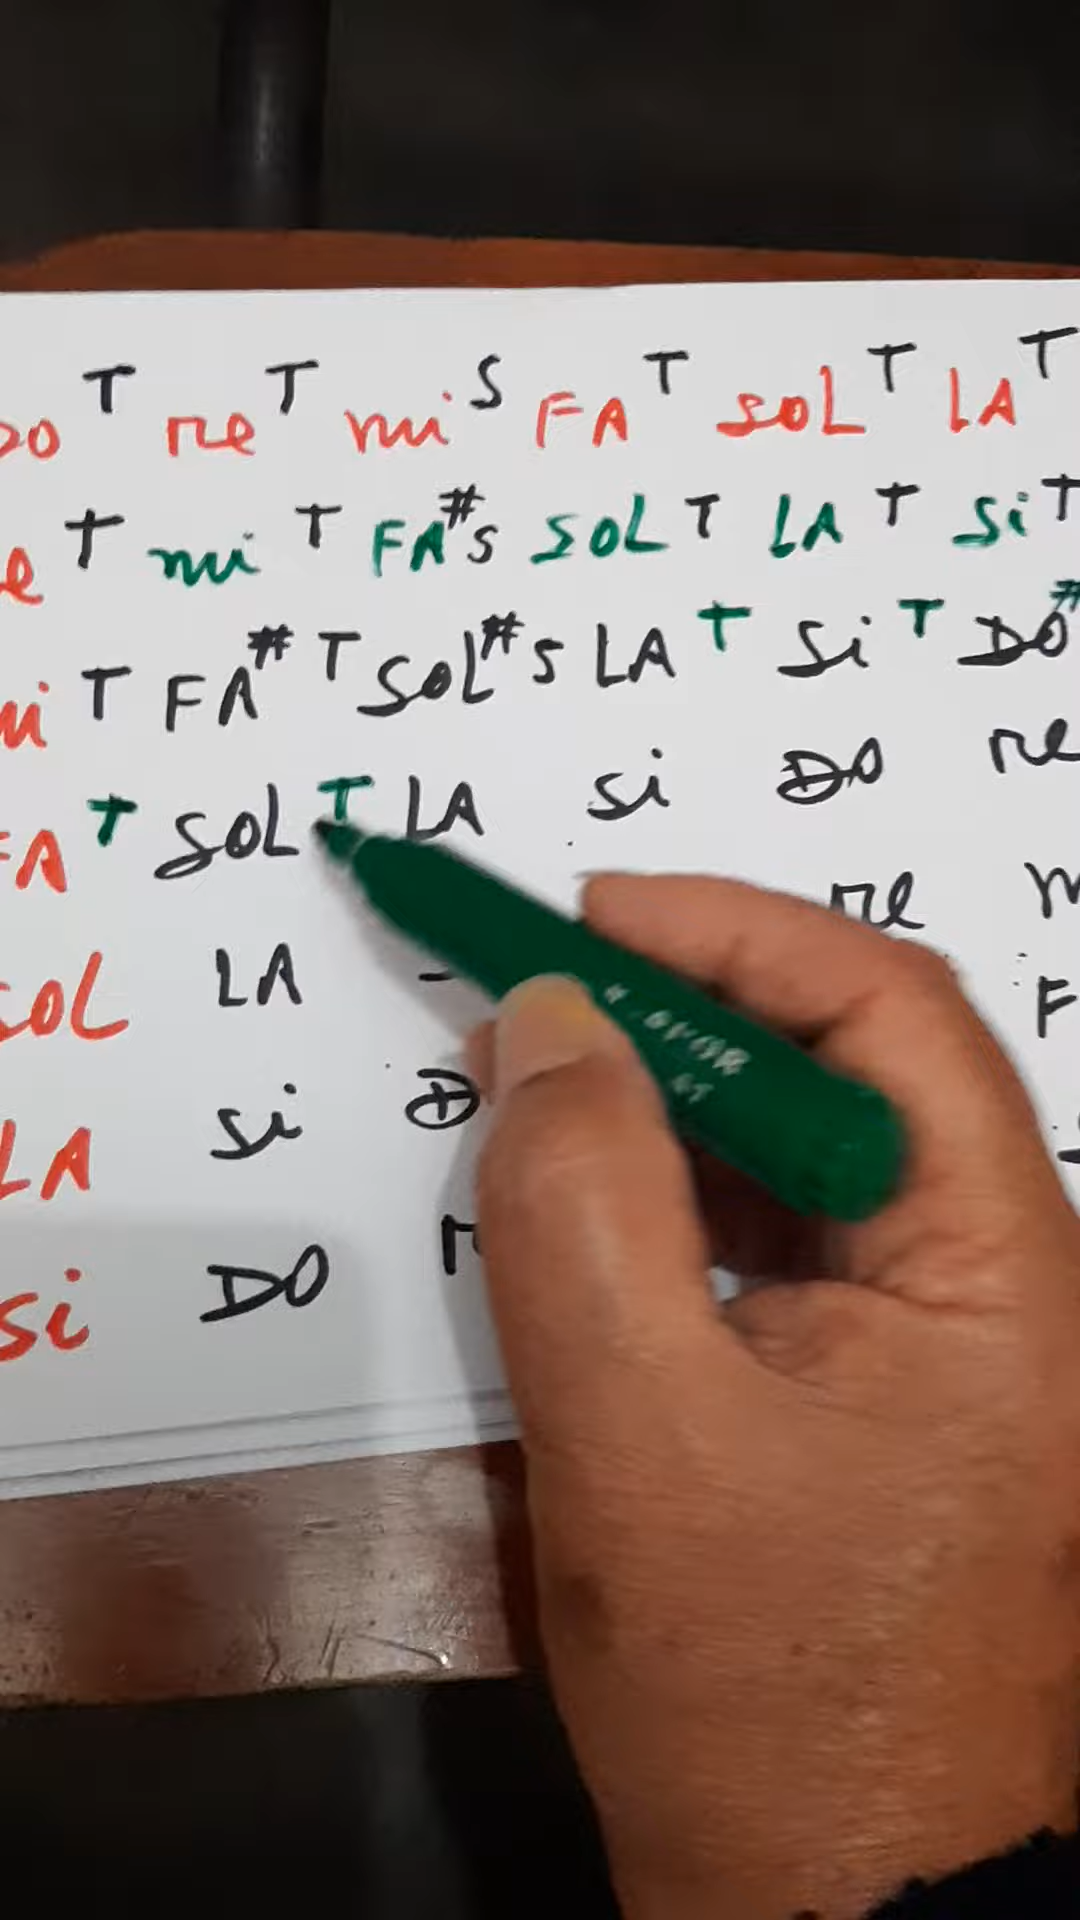 DO T re T mi S FA T SOL T LA T
re T mi T FA# S SOL T LA T Si T
mi T FA# T SOL# S LA T Si T DO#
FA T SOL T LA Si DO re
SOL LA
LA Si
Si DO